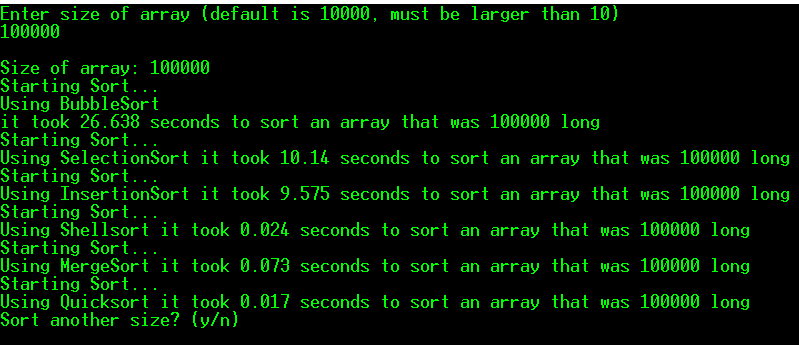 Enter size of array (default is 10000, must be larger than 10)
100000
Size of array: 100000
Starting Sort...
Using BubbleSort
it took 26.638 seconds to sort an array that was 100000 long
Starting Sort...
Using SelectionSort it took 10.14 seconds to sort an array that was 100000 long
Starting Sort...
Using InsertionSort it took 9.575 seconds to sort an array that was 100000 long
Starting Sort...
Using Shellsort it took 0.024 seconds to sort an array that was 100000 long
Starting Sort...
Using MergeSort it took 0.073 seconds to sort an array that was 100000 long
Starting Sort...
Using Quicksort it took 0.017 seconds to sort an array that was 100000 long
Sort another size? (y/n)